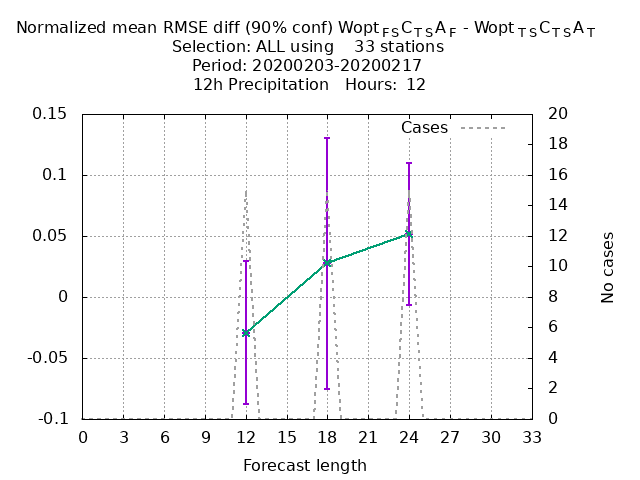 Normalized mean RMSE diff (90% conf) Wopt FS C TS A F - Wopt TS C TS A T
Selection: ALL using 33 stations
Period: 20200203-20200217
12h Precipitation Hours: 12
Cases
0.15
0.1
0.05
0
-0.05
-0.1
20
18
16
14
12
10
8
6
4
2
0
No cases
0 3 6 9 12 15 18 21 24 27 30 33
Forecast length